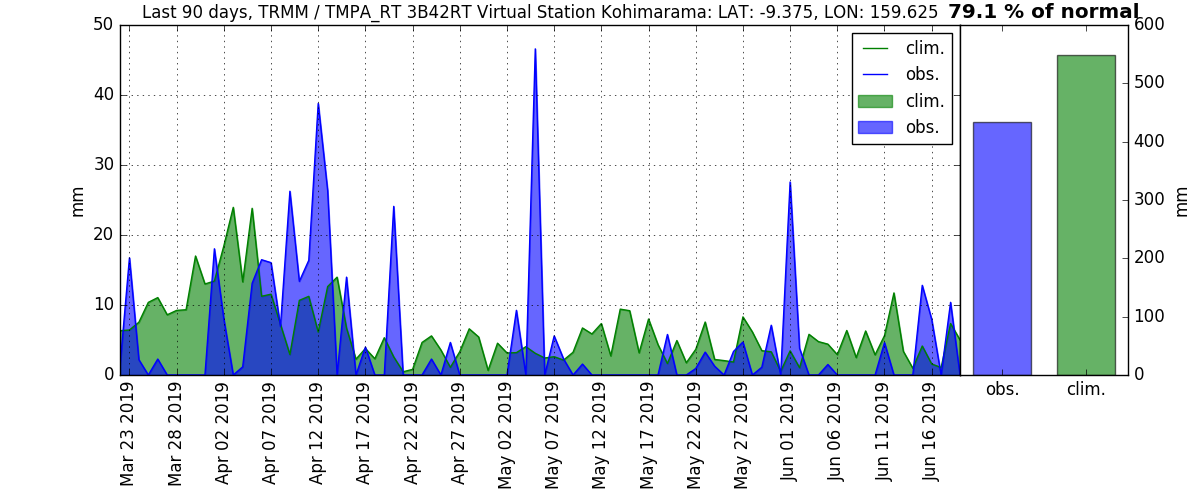 Last 90 days, TRMM / TMPA_RT 3B42RT Virtual Station Kohimarama: LAT: -9.375, LON: 159.625
79.1 % of normal
50
40
30
20
10
0
mm
clim.
obs.
clim.
obs.
600
500
400
300
200
100
0
mm
Mar 23 2019
Mar 28 2019
Apr 02 2019
Apr 07 2019
Apr 12 2019
Apr 17 2019
Apr 22 2019
Apr 27 2019
May 02 2019
May 07 2019
May 12 2019
May 17 2019
May 22 2019
May 27 2019
Jun 01 2019
Jun 06 2019
Jun 11 2019
Jun 16 2019
obs.
clim.